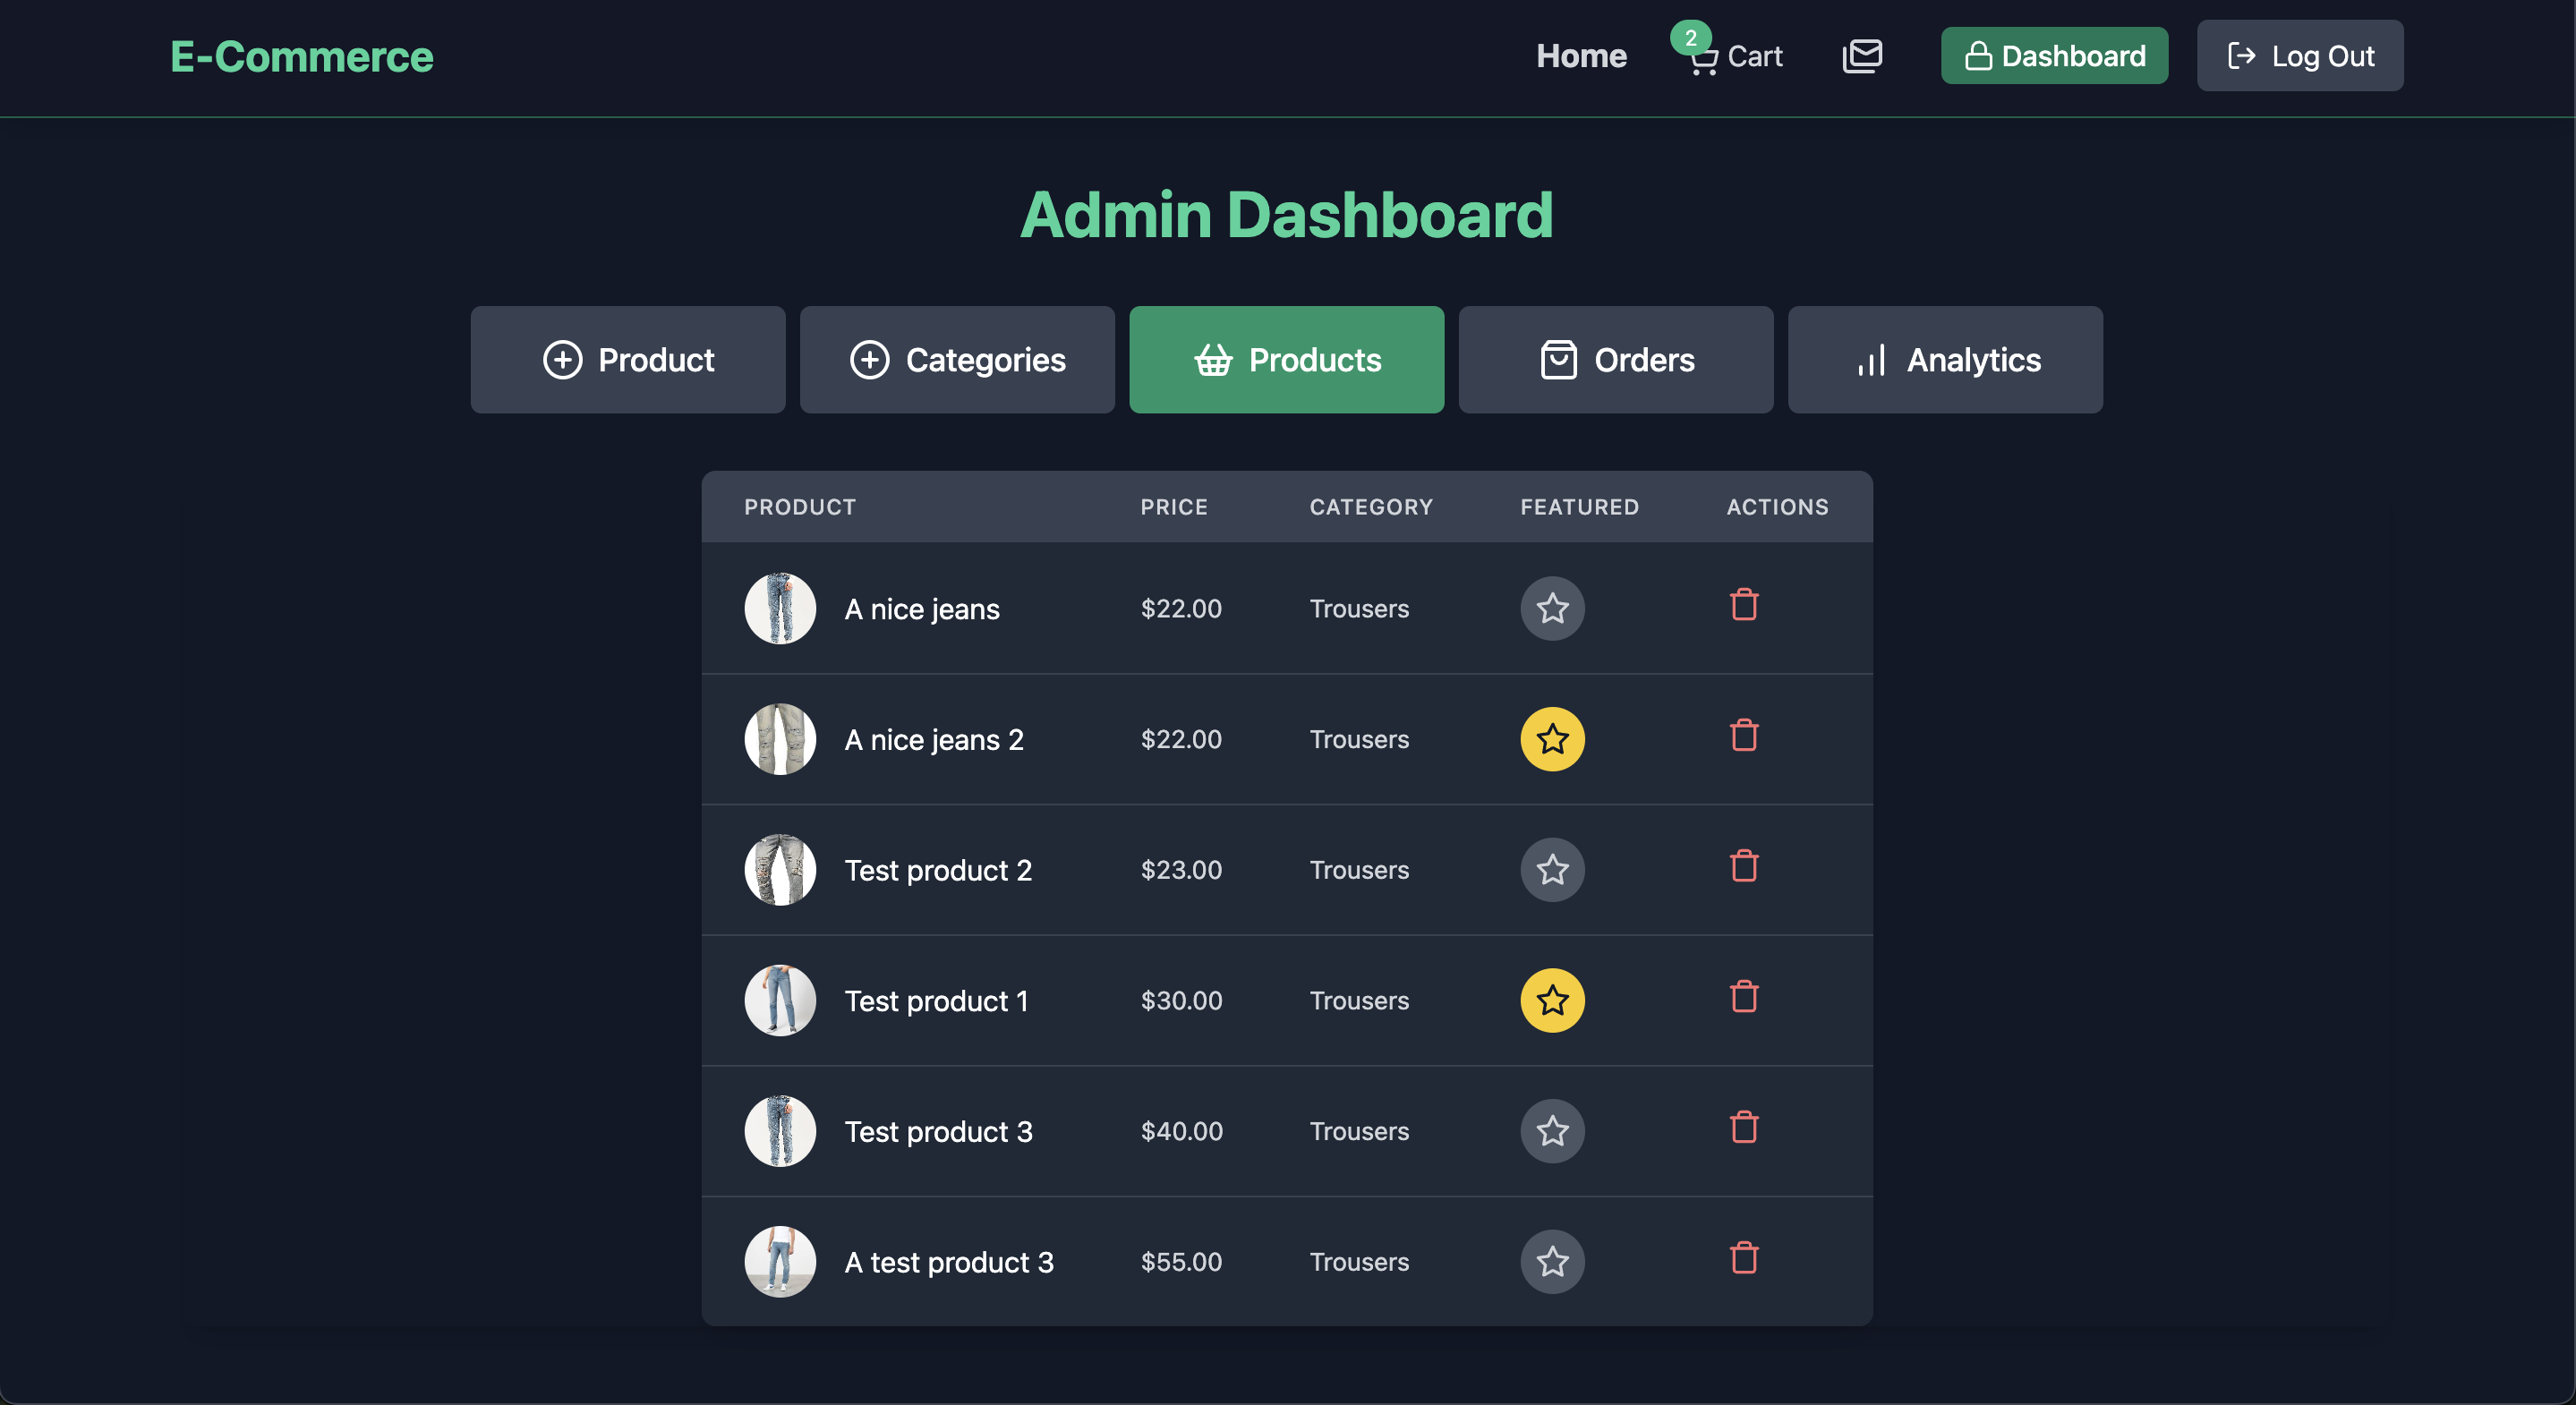 E-Commerce
Home
2
Cart
Dashboard
Log Out
Admin Dashboard
Product
Categories
Products
Orders
Analytics
PRODUCT PRICE CATEGORY FEATURED ACTIONS
A nice jeans $22.00 Trousers
A nice jeans 2 $22.00 Trousers
Test product 2 $23.00 Trousers
Test product 1 $30.00 Trousers
Test product 3 $40.00 Trousers
A test product 3 $55.00 Trousers